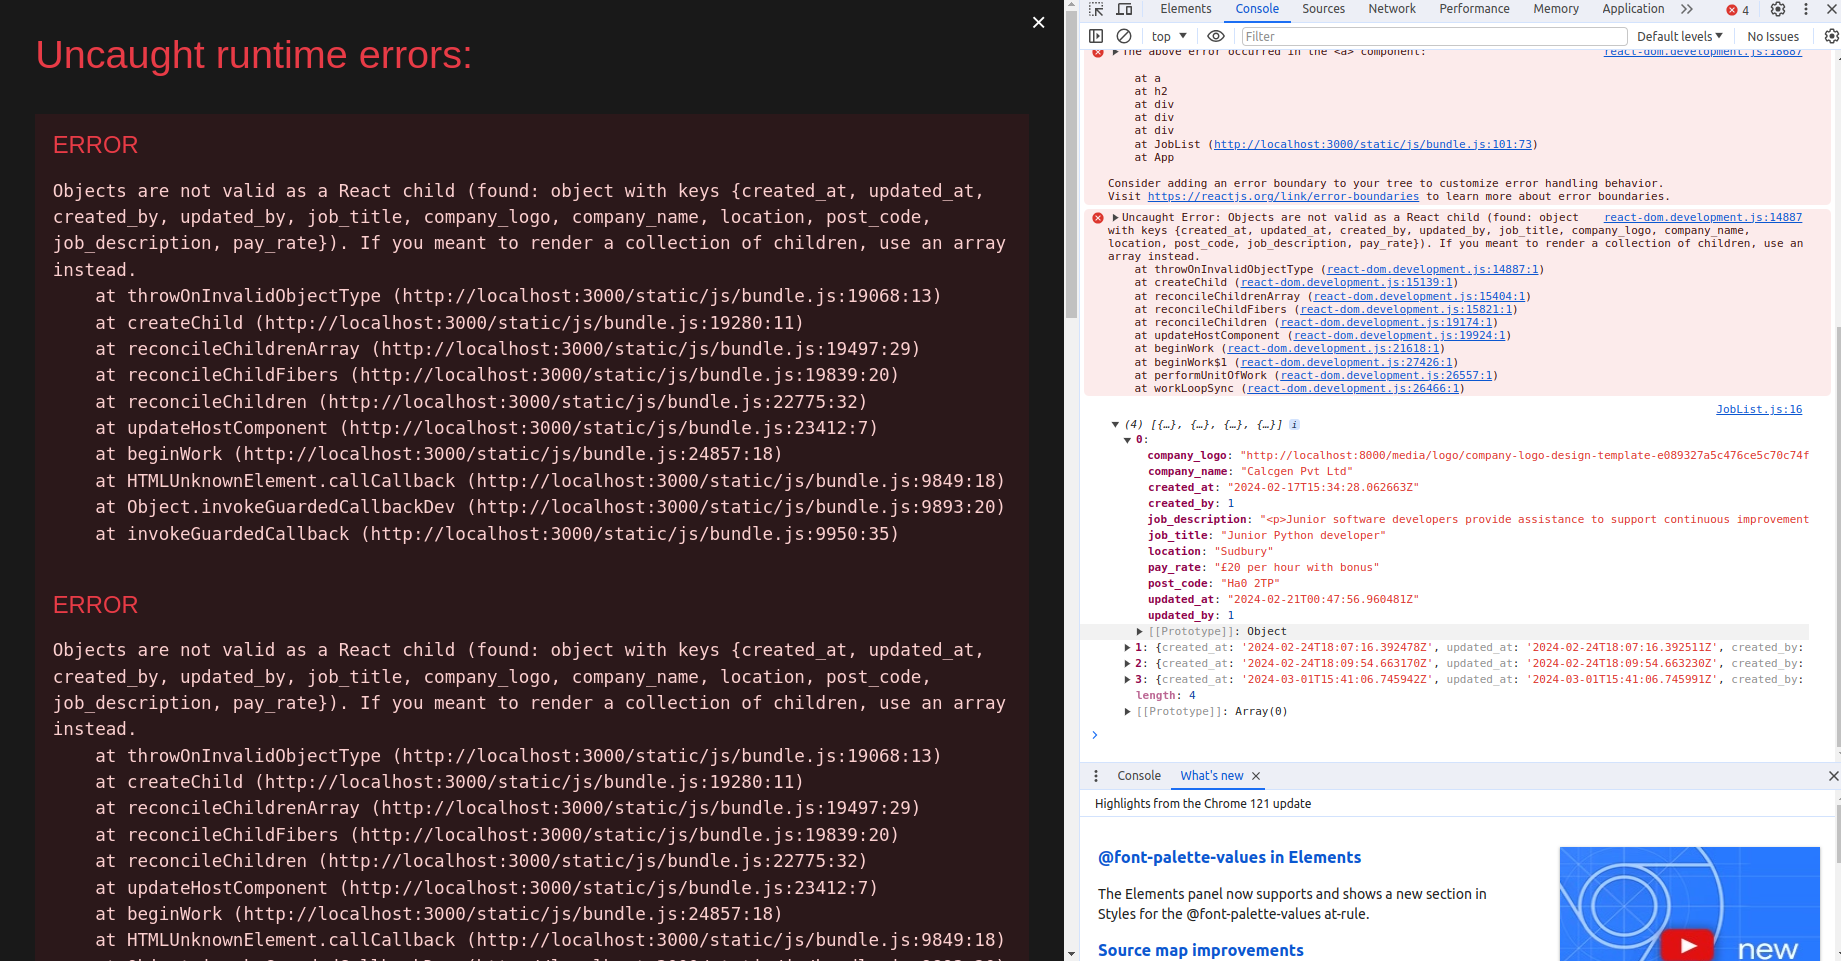 Uncaught runtime errors:
ERROR
Objects are not valid as a React child (found: object with keys {created_at, updated_at,
created_by, updated_by, job_title, company_logo, company_name, location, post_code,
job_description, pay_rate}). If you meant to render a collection of children, use an array
instead.
at throwOnInvalidObjectType (http://localhost:3000/static/js/bundle.js:19068:13)
at createChild (http://localhost:3000/static/js/bundle.js:19280:11)
at reconcileChildrenArray (http://localhost:3000/static/js/bundle.js:19497:29)
at reconcileChildFibers (http://localhost:3000/static/js/bundle.js:19839:20)
at reconcileChildren (http://localhost:3000/static/js/bundle.js:22775:32)
at updateHostComponent (http://localhost:3000/static/js/bundle.js:23412:7)
at beginWork (http://localhost:3000/static/js/bundle.js:24857:18)
at HTMLUnknownElement.callCallback (http://localhost:3000/static/js/bundle.js:9849:18)
at Object.invokeGuardedCallbackDev (http://localhost:3000/static/js/bundle.js:9893:20)
at invokeGuardedCallback (http://localhost:3000/static/js/bundle.js:9950:35)
ERROR
Objects are not valid as a React child (found: object with keys {created_at, updated_at,
created_by, updated_by, job_title, company_logo, company_name, location, post_code,
job_description, pay_rate}). If you meant to render a collection of children, use an array
instead.
at throwOnInvalidObjectType (http://localhost:3000/static/js/bundle.js:19068:13)
at createChild (http://localhost:3000/static/js/bundle.js:19280:11)
at reconcileChildrenArray (http://localhost:3000/static/js/bundle.js:19497:29)
at reconcileChildFibers (http://localhost:3000/static/js/bundle.js:19839:20)
at reconcileChildren (http://localhost:3000/static/js/bundle.js:22775:32)
at updateHostComponent (http://localhost:3000/static/js/bundle.js:23412:7)
at beginWork (http://localhost:3000/static/js/bundle.js:24857:18)
at HTMLUnknownElement.callCallback (http://localhost:3000/static/js/bundle.js:9849:18)
Elements Console Sources Network Performance Memory Application 4
top Filter Default levels No Issues
The above error occurred in the <a> component: react-dom.development.js:18687
at a
at h2
at div
at div
at div
at JobList (http://localhost:3000/static/js/bundle.js:101:73)
at App
Consider adding an error boundary to your tree to customize error handling behavior.
Visit https://reactjs.org/link/error-boundaries to learn more about error boundaries.
Uncaught Error: Objects are not valid as a React child (found: object react-dom.development.js:14887
with keys {created_at, updated_at, created_by, updated_by, job_title, company_logo, company_name,
location, post_code, job_description, pay_rate}). If you meant to render a collection of children, use an
array instead.
at throwOnInvalidObjectType (react-dom.development.js:14887:1)
at createChild (react-dom.development.js:15139:1)
at reconcileChildrenArray (react-dom.development.js:15404:1)
at reconcileChildFibers (react-dom.development.js:15821:1)
at reconcileChildren (react-dom.development.js:19174:1)
at updateHostComponent (react-dom.development.js:19924:1)
at beginWork (react-dom.development.js:21618:1)
at beginWork$1 (react-dom.development.js:27426:1)
at performUnitOfWork (react-dom.development.js:26557:1)
at workLoopSync (react-dom.development.js:26466:1)
JobList.js:16
(4) [{…}, {…}, {…}, {…}] i
0:
company_logo: "http://localhost:8000/media/logo/company-logo-design-template-e089327a5c476ce5c70c74f
company_name: "Calcgen Pvt Ltd"
created_at: "2024-02-17T15:34:28.062663Z"
created_by: 1
job_description: "<p>Junior software developers provide assistance to support continuous improvement
job_title: "Junior Python developer"
location: "Sudbury"
pay_rate: "£20 per hour with bonus"
post_code: "Ha0 2TP"
updated_at: "2024-02-21T00:47:56.960481Z"
updated_by: 1
[[Prototype]]: Object
1: {created_at: '2024-02-24T18:07:16.392478Z', updated_at: '2024-02-24T18:07:16.392511Z', created_by:
2: {created_at: '2024-02-24T18:09:54.663170Z', updated_at: '2024-02-24T18:09:54.663230Z', created_by:
3: {created_at: '2024-03-01T15:41:06.745942Z', updated_at: '2024-03-01T15:41:06.745991Z', created_by:
length: 4
[[Prototype]]: Array(0)
Console What's new
Highlights from the Chrome 121 update
@font-palette-values in Elements
The Elements panel now supports and shows a new section in
Styles for the @font-palette-values at-rule.
Source map improvements
new